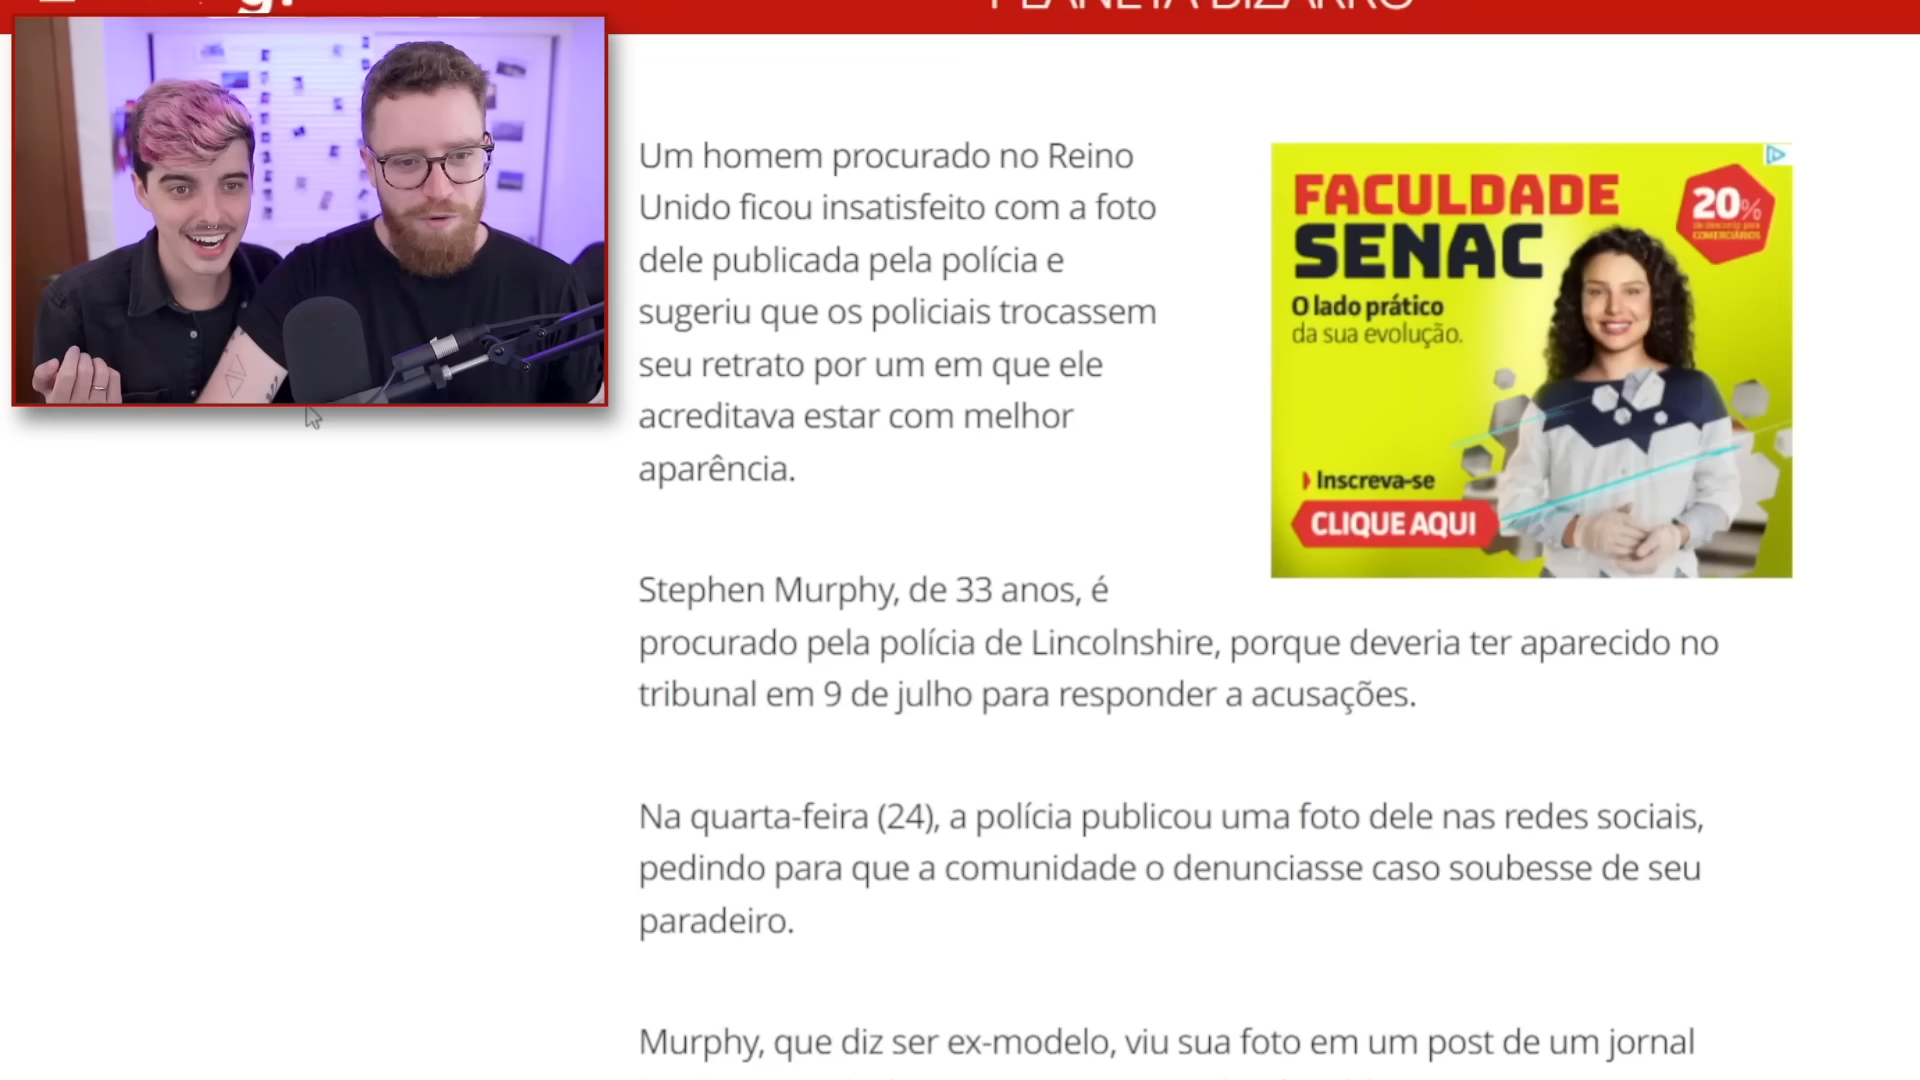 PLANETA BIZARRO
Um homem procurado no Reino
Unido ficou insatisfeito com a foto
dele publicada pela polícia e
sugeriu que os policiais trocassem
seu retrato por um em que ele
acreditava estar com melhor
aparência.
FACULDADE
SENAC
20%
COMERCIÁRIOS
O lado prático
da sua evolução.
Inscreva-se
CLIQUE AQUI
Stephen Murphy, de 33 anos, é
procurado pela polícia de Lincolnshire, porque deveria ter aparecido no
tribunal em 9 de julho para responder a acusações.
Na quarta-feira (24), a polícia publicou uma foto dele nas redes sociais,
pedindo para que a comunidade o denunciasse caso soubesse de seu
paradeiro.
Murphy, que diz ser ex-modelo, viu sua foto em um post de um jornal